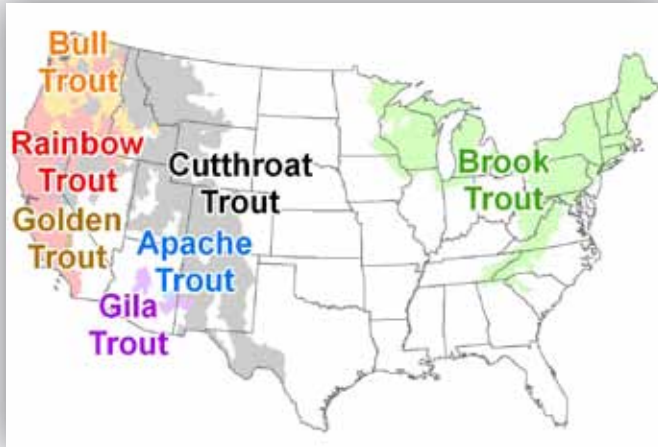 Bull
Trout
Rainbow
Trout
Cutthroat
Trout
Brook
Trout
Golden
Trout
Apache
Trout
Gila
Trout